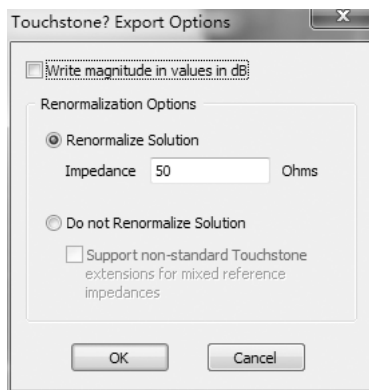 Touchstone? Export Options
Write magnitude in values in dB
Renormalization Options
Renormalize Solution
Impedance 50 Ohms
Do not Renormalize Solution
Support non-standard Touchstone
extensions for mixed reference
impedances
OK Cancel